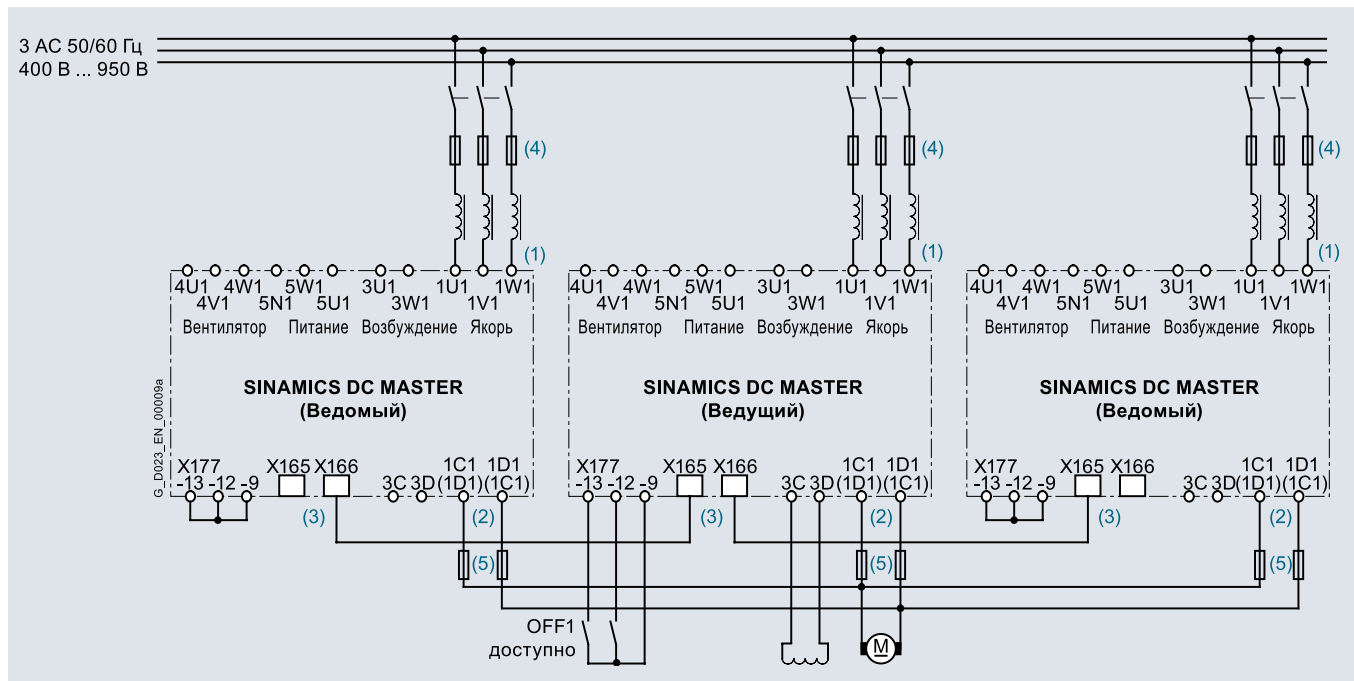 3 AC 50/60 Гц
400 В ... 950 В
(4) (4) (4)
(1) (1) (1)
4U1 4W1 5W1 3U1 1U1 1W1 4U1 4W1 5W1 3U1 1U1 1W1 4U1 4W1 5W1 3U1 1U1 1W1
4V1 5N1 5U1 3W1 1V1 4V1 5N1 5U1 3W1 1V1 4V1 5N1 5U1 3W1 1V1
Вентилятор Питание Возбуждение Якорь Вентилятор Питание Возбуждение Якорь Вентилятор Питание Возбуждение Якорь
SINAMICS DC MASTER SINAMICS DC MASTER SINAMICS DC MASTER
(Ведомый) (Ведущий) (Ведомый)
G_D023_EN_00009a
X177 X165 X166 1C1 1D1 X177 X165 X166 1C1 1D1 X177 X165 X166 1C1 1D1
-13 -12 -9 3C 3D (1D1) (1C1) -13 -12 -9 3C 3D (1D1) (1C1) -13 -12 -9 3C 3D (1D1) (1C1)
(3) (2) (3) (2) (3) (2)
(5) (5) (5)
OFF1
доступно
M